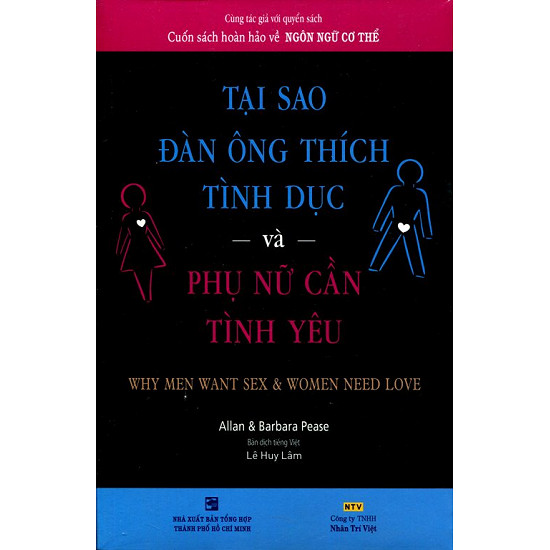 Cùng tác giả với quyển sách
Cuốn sách hoàn hảo về NGÔN NGỮ CƠ THỂ
TẠI SAO
ĐÀN ÔNG THÍCH
TÌNH DỤC
– và –
PHỤ NỮ CẦN
TÌNH YÊU
WHY MEN WANT SEX & WOMEN NEED LOVE
Allan & Barbara Pease
Bản dịch tiếng Việt
Lê Huy Lâm
NHÀ XUẤT BẢN TỔNG HỢP
THÀNH PHỐ HỒ CHÍ MINH
NTV
Công ty TNHH
Nhân Trí Việt